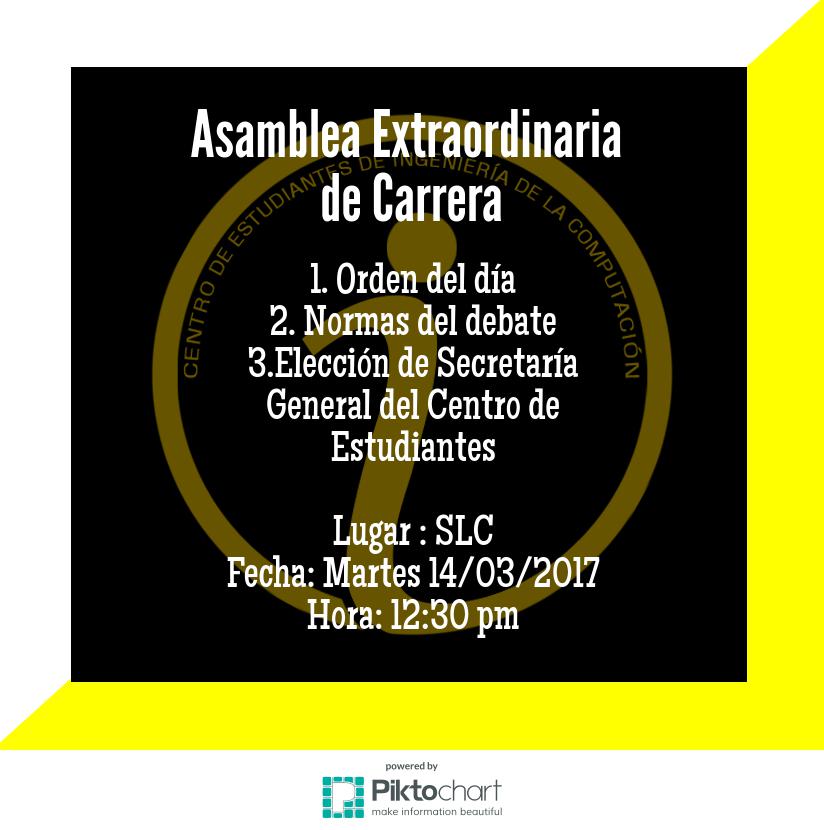 Asamblea Extraordinaria
de Carrera
CENTRO DE ESTUDIANTES DE INGENIERÍA DE LA COMPUTACIÓN
1. Orden del día
2. Normas del debate
3.Elección de Secretaría
General del Centro de
Estudiantes
Lugar : SLC
Fecha: Martes 14/03/2017
Hora: 12:30 pm
powered by
Piktochart
make information beautiful